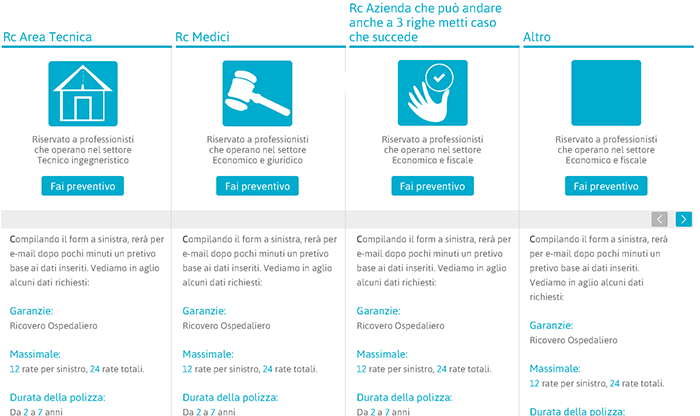 Rc Area Tecnica
Riservato a professionisti
che operano nel settore
Tecnico ingegneristico
Fai preventivo
Compilando il form a sinistra, rerà per
e-mail dopo pochi minuti un pretivo
base ai dati inseriti. Vediamo in aglio
alcuni dati richiesti:
Garanzie:
Ricovero Ospedaliero
Massimale:
12 rate per sinistro, 24 rate totali.
Durata della polizza:
Da 2 a 7 anni
Rc Medici
Riservato a professionisti
che operano nel settore
Economico e giuridico
Fai preventivo
Compilando il form a sinistra, rerà per
e-mail dopo pochi minuti un pretivo
base ai dati inseriti. Vediamo in aglio
alcuni dati richiesti:
Garanzie:
Ricovero Ospedaliero
Massimale:
12 rate per sinistro, 24 rate totali.
Durata della polizza:
Da 2 a 7 anni
Rc Azienda che può andare
anche a 3 righe metti caso
che succede
Riservato a professionisti
che operano nel settore
Economico e fiscale
Fai preventivo
Compilando il form a sinistra, rerà per
e-mail dopo pochi minuti un pretivo
base ai dati inseriti. Vediamo in aglio
alcuni dati richiesti:
Garanzie:
Ricovero Ospedaliero
Massimale:
12 rate per sinistro, 24 rate totali.
Durata della polizza:
Da 2 a 7 anni
Altro
Riservato a professionisti
che operano nel settore
Economico e fiscale
Fai preventivo
Compilando il form a sinistra, rerà
per e-mail dopo pochi minuti un
pretivo base ai dati inseriti.
Vediamo in aglio alcuni dati
richiesti:
Garanzie:
Ricovero Ospedaliero
Massimale:
12 rate per sinistro, 24 rate totali.
Durata della polizza: